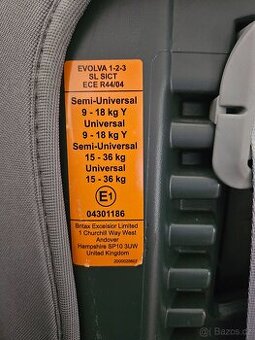 EVOLVA 1-2-3
SL SICT
ECE R44/04
Semi-Universal
9 - 18 kg Y
Universal
9 - 18 kg Y
Semi-Universal
15 - 36 kg
Universal
15 - 36 kg
E1
04301186
Britax Excelsior Limited
1 Churchill Way West
Andover
Hampshire SP10 3UW
United Kingdom